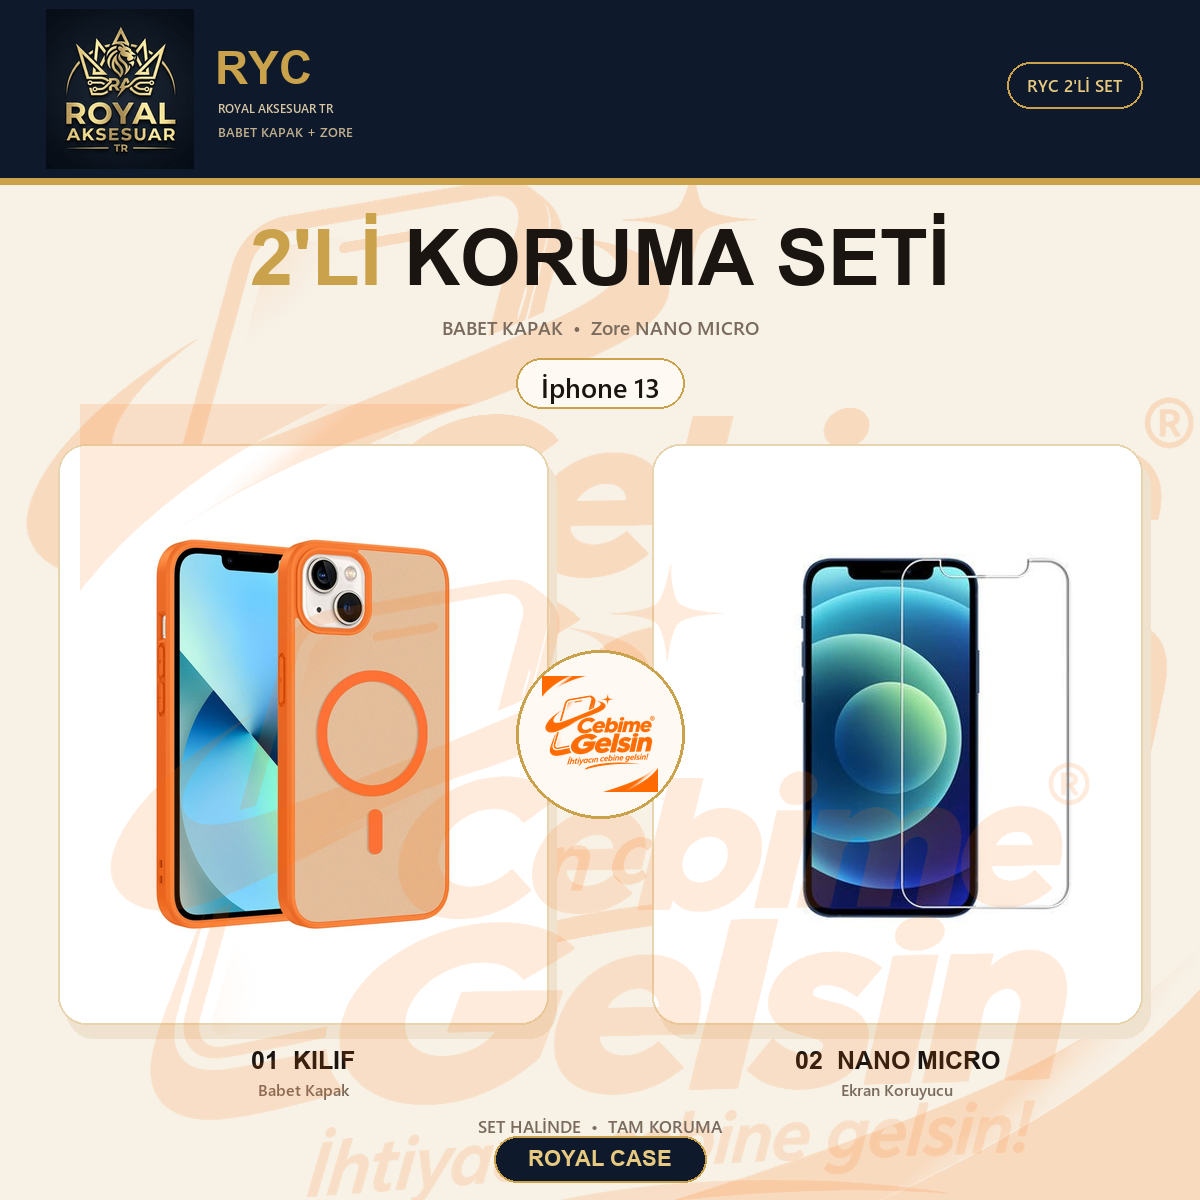 ROYAL
AKSESUAR
TR
RYC
ROYAL AKSESUAR TR
BABET KAPAK + ZORE
RYC 2'Lİ SET
2'Lİ KORUMA SETİ
BABET KAPAK • Zore NANO MICRO
İphone 13
Cebime®
Gelsin
İhtiyacın cebine gelsin!
Cebime®
Gelsin
01 KILIF
Babet Kapak
02 NANO MICRO
Ekran Koruyucu
SET HALİNDE • TAM KORUMA
ROYAL CASE